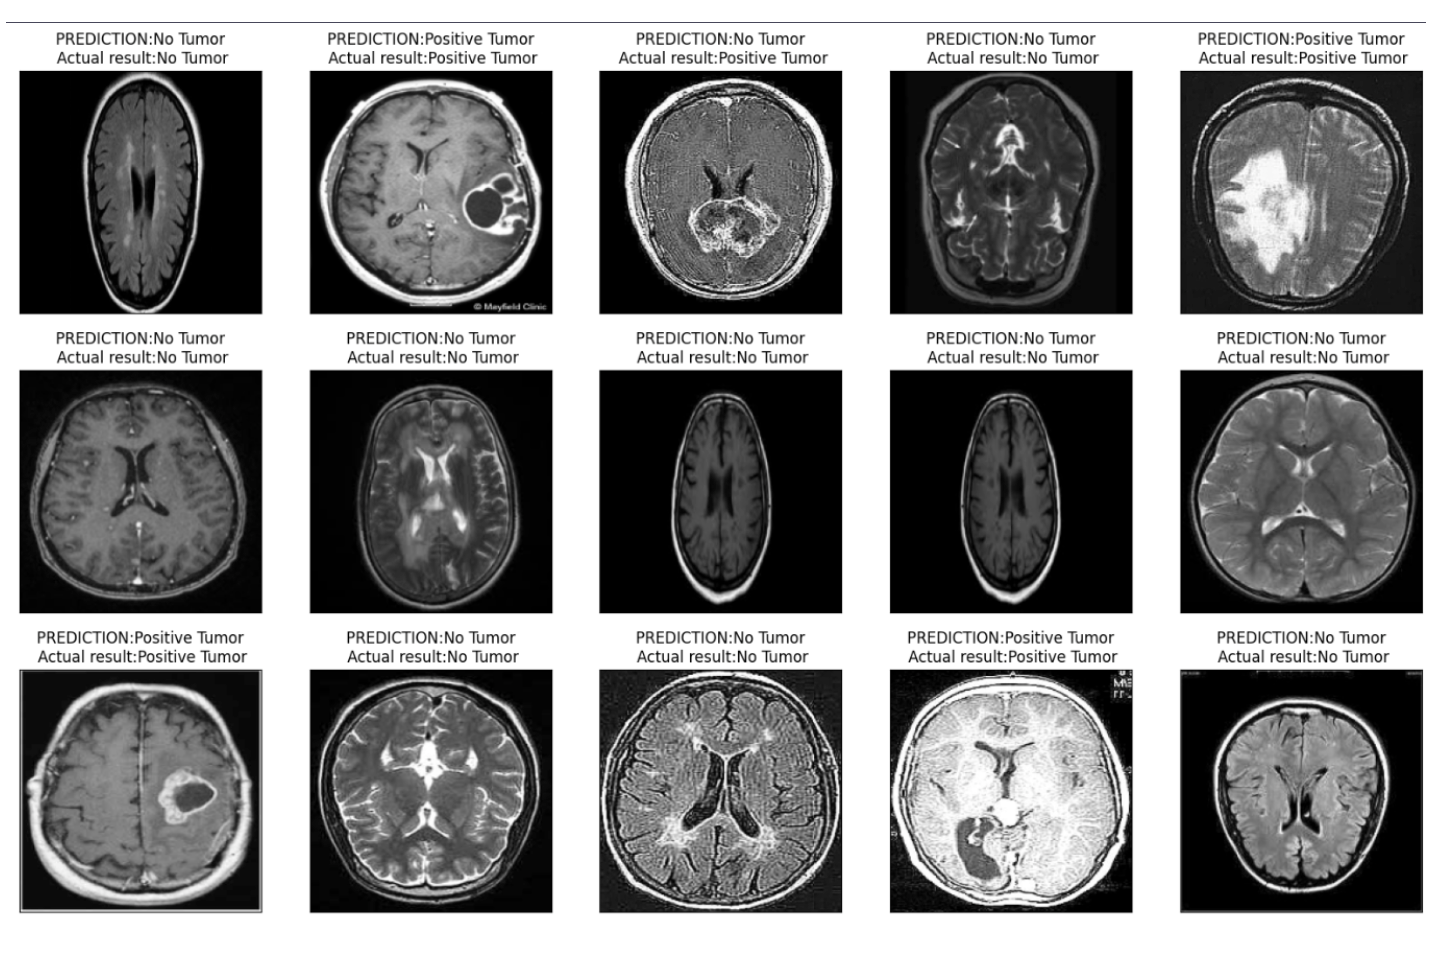 PREDICTION:No Tumor
Actual result:No Tumor
PREDICTION:Positive Tumor
Actual result:Positive Tumor
PREDICTION:No Tumor
Actual result:Positive Tumor
PREDICTION:No Tumor
Actual result:No Tumor
PREDICTION:Positive Tumor
Actual result:Positive Tumor
© Mayfield Clinic
PREDICTION:No Tumor
Actual result:No Tumor
PREDICTION:No Tumor
Actual result:No Tumor
PREDICTION:No Tumor
Actual result:No Tumor
PREDICTION:No Tumor
Actual result:No Tumor
PREDICTION:No Tumor
Actual result:No Tumor
PREDICTION:Positive Tumor
Actual result:Positive Tumor
PREDICTION:No Tumor
Actual result:No Tumor
PREDICTION:No Tumor
Actual result:No Tumor
PREDICTION:Positive Tumor
Actual result:Positive Tumor
PREDICTION:No Tumor
Actual result:No Tumor